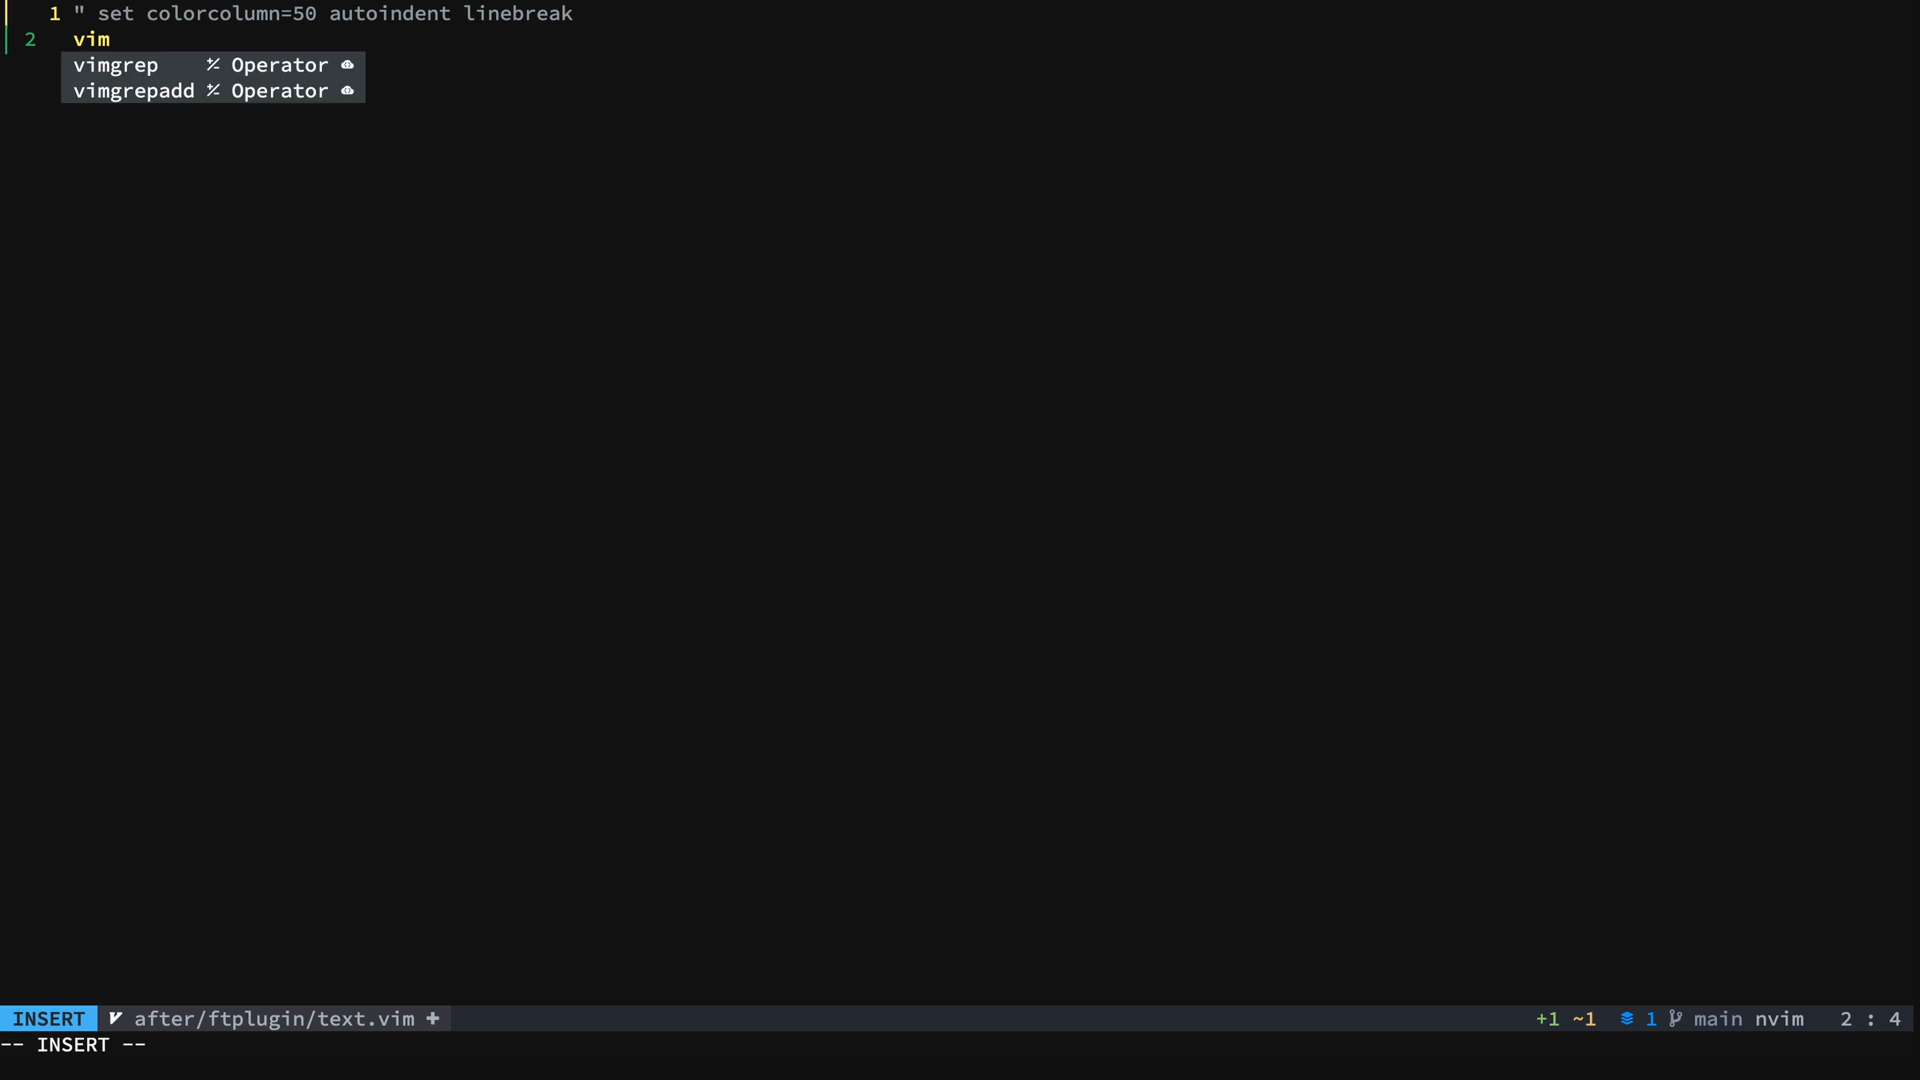 1 " set colorcolumn=50 autoindent linebreak
2 vim
vimgrep Operator
vimgrepadd Operator
INSERT after/ftplugin/text.vim + +1 ~1 1 main nvim 2 : 4
-- INSERT --